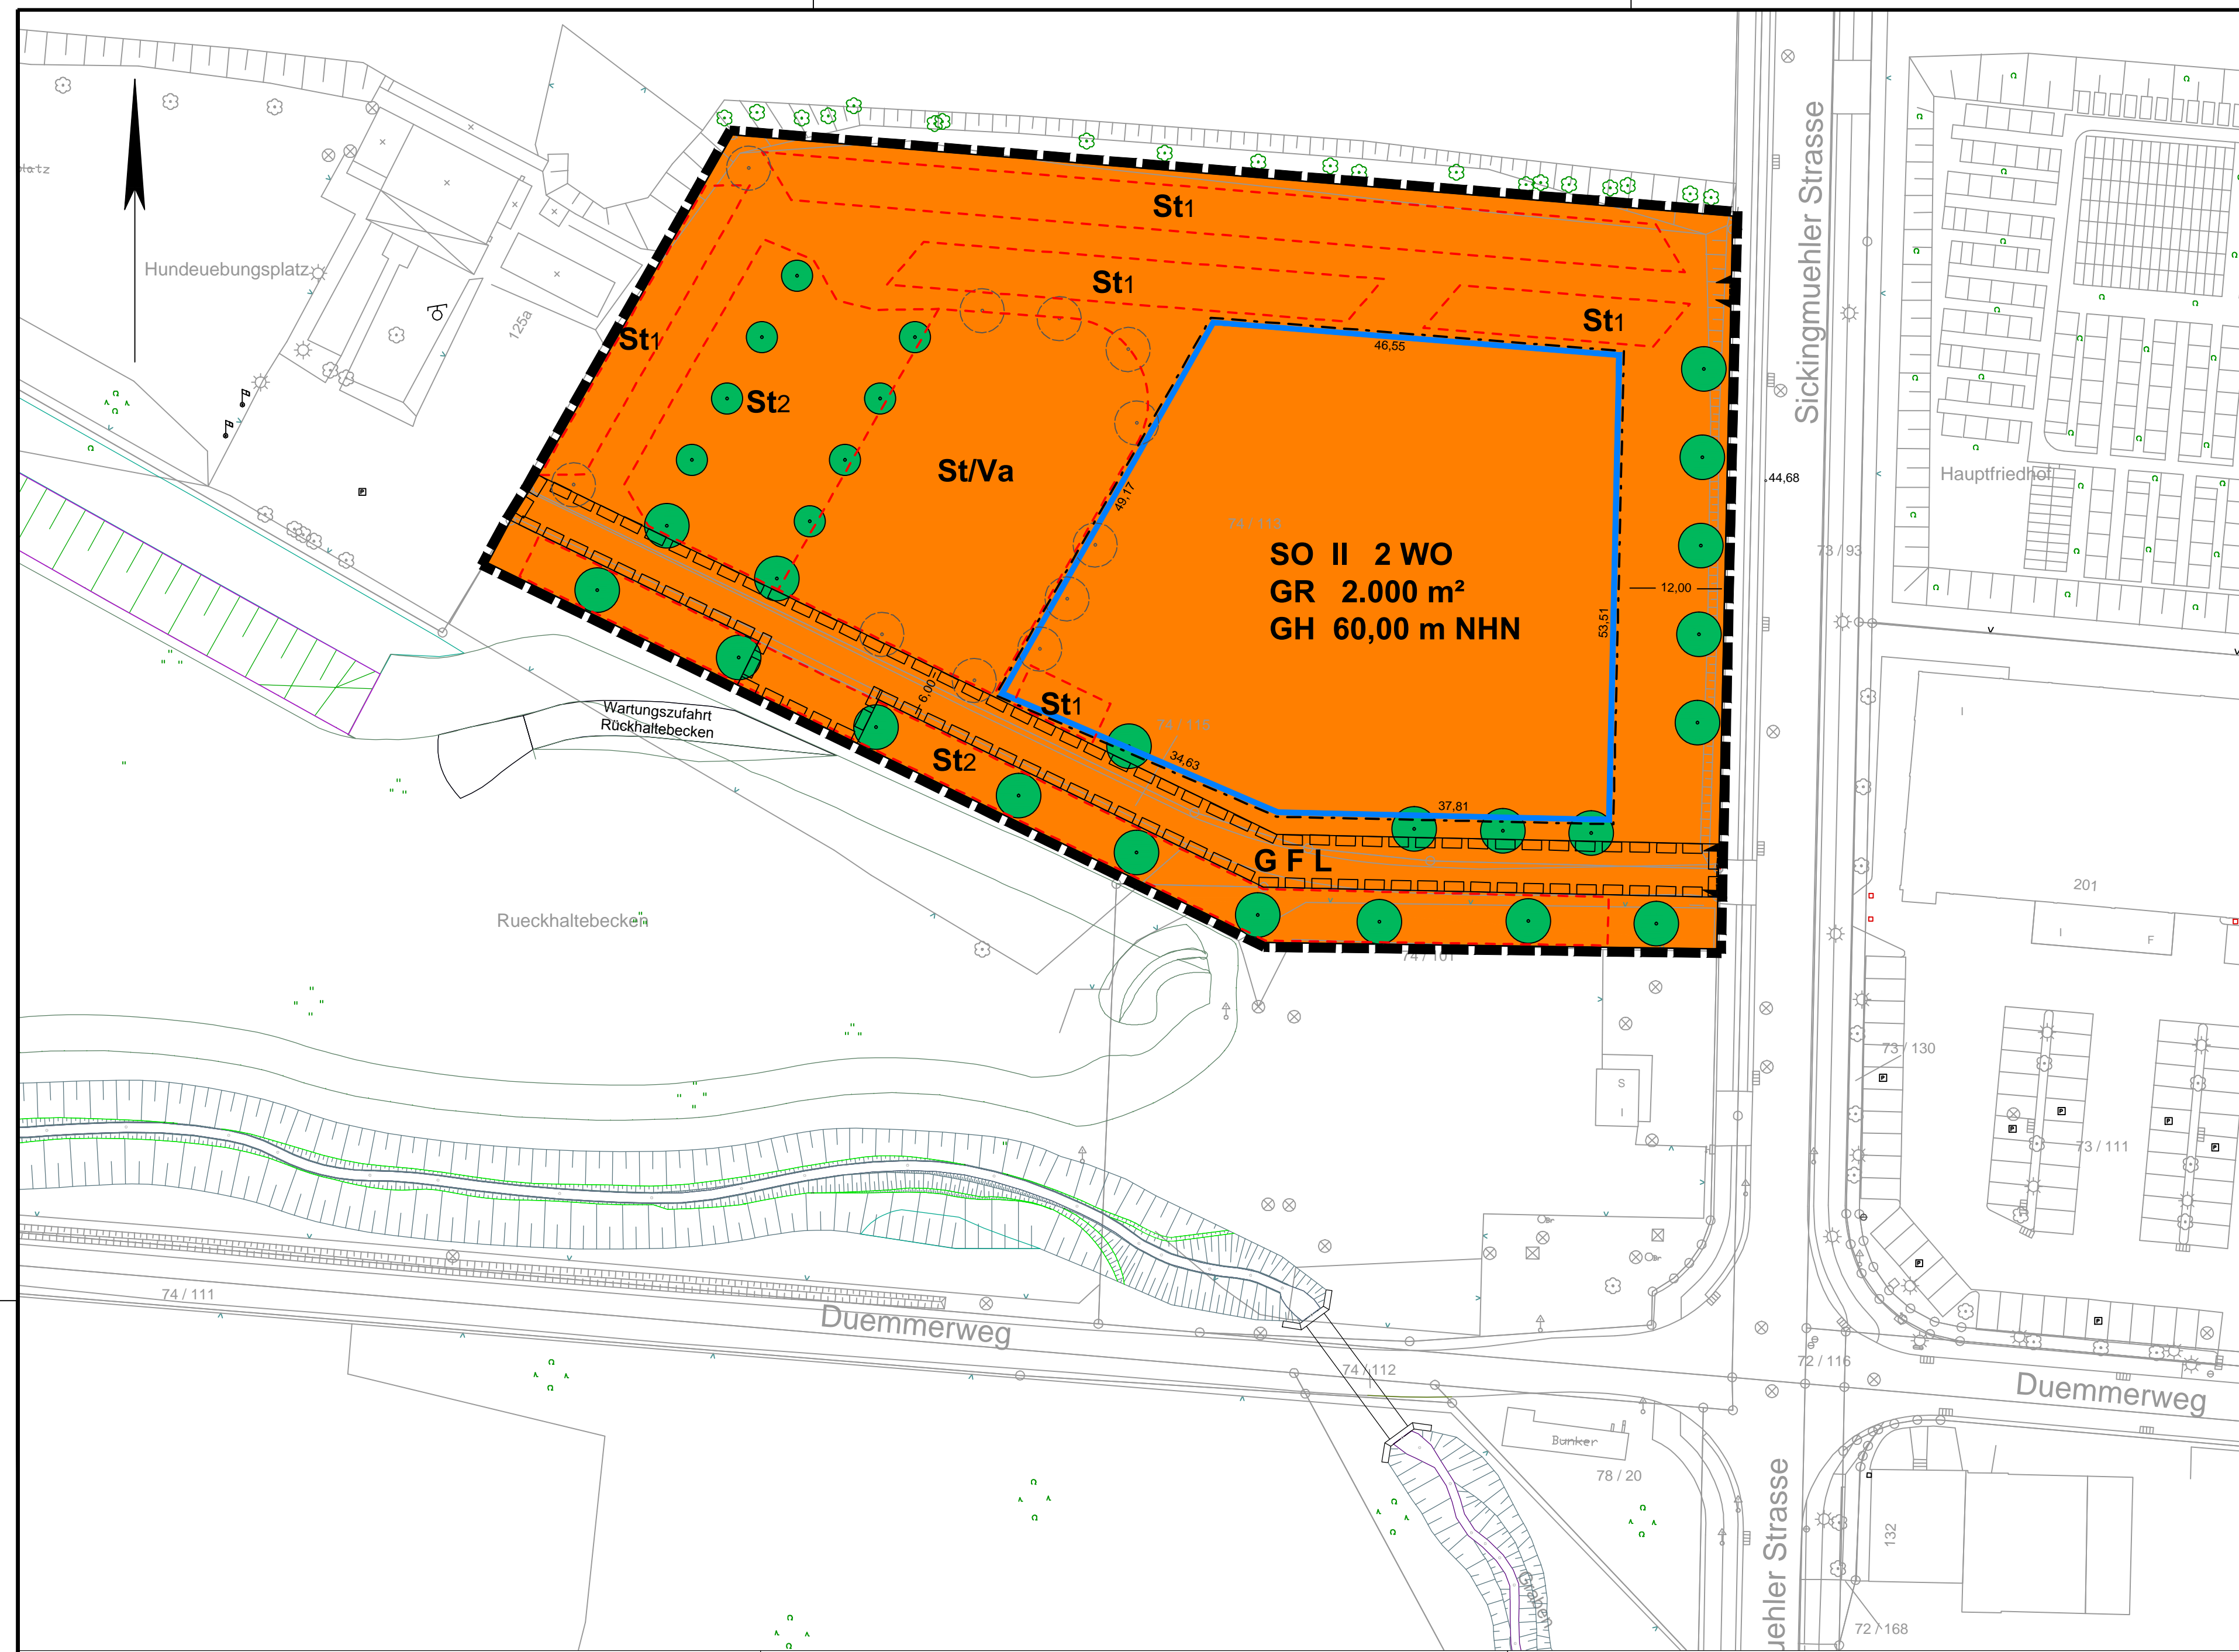 Sickingmuehler Strasse
Hundeuebungsplatz
125a
St1
St1
St1
St1
St2
St/Va
46,55
49,17
44,68
Hauptfriedhof
73 / 93
SO II 2 WO
GR 2.000 m²
GH 60,00 m NHN
53,51
12,00
St1
6,00
34,63
37,81
Wartungszufahrt
Rückhaltebecken
St2
G F L
Rueckhaltebecken
74 / 101
201
I
I
F
73 / 130
S
I
73 / 111
74 / 111
Duemmerweg
74 / 112
72 / 116
Duemmerweg
Bunker
78 / 20
132
uehler Strasse
Graben
72 / 168